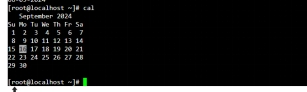 [root@localhost ~]# cal
September 2024
Su Mo Tu We Th Fr Sa
1 2 3 4 5 6 7
8 9 10 11 12 13 14
15 16 17 18 19 20 21
22 23 24 25 26 27 28
29 30
[root@localhost ~]#